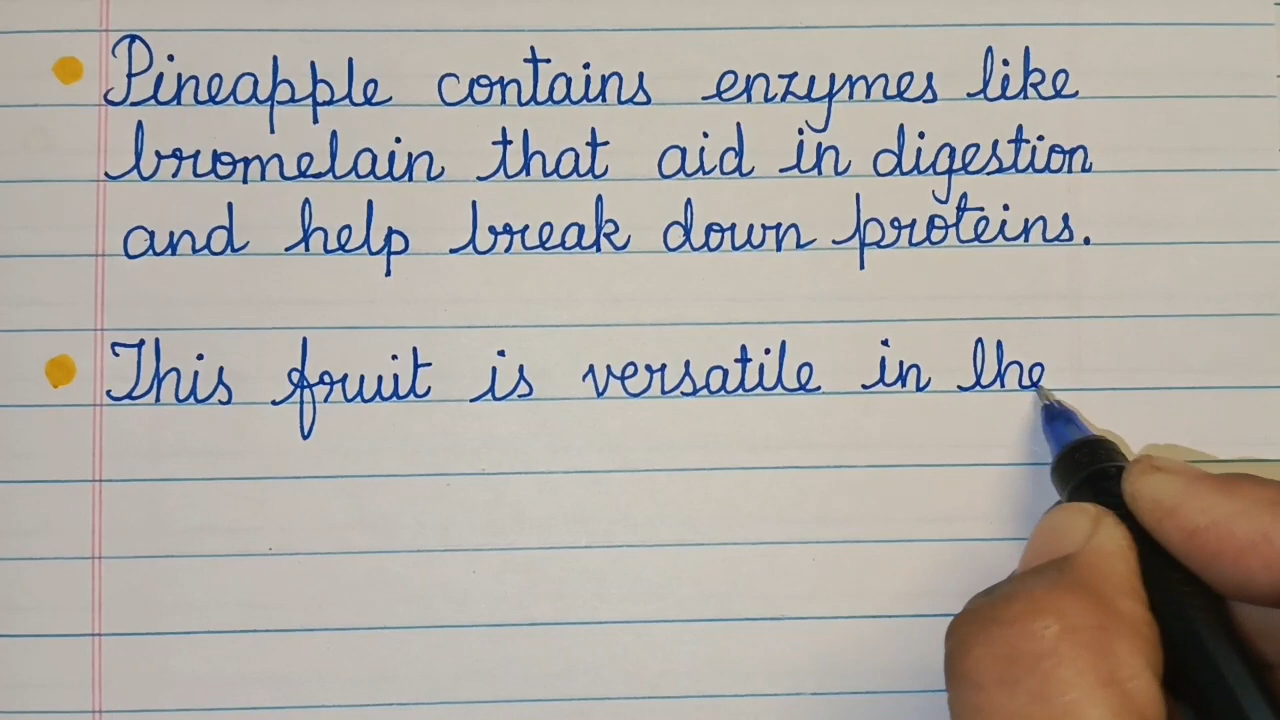 Pineapple contains enzymes like
bromelain that aid in digestion
and help break down proteins.
This fruit is versatile in the